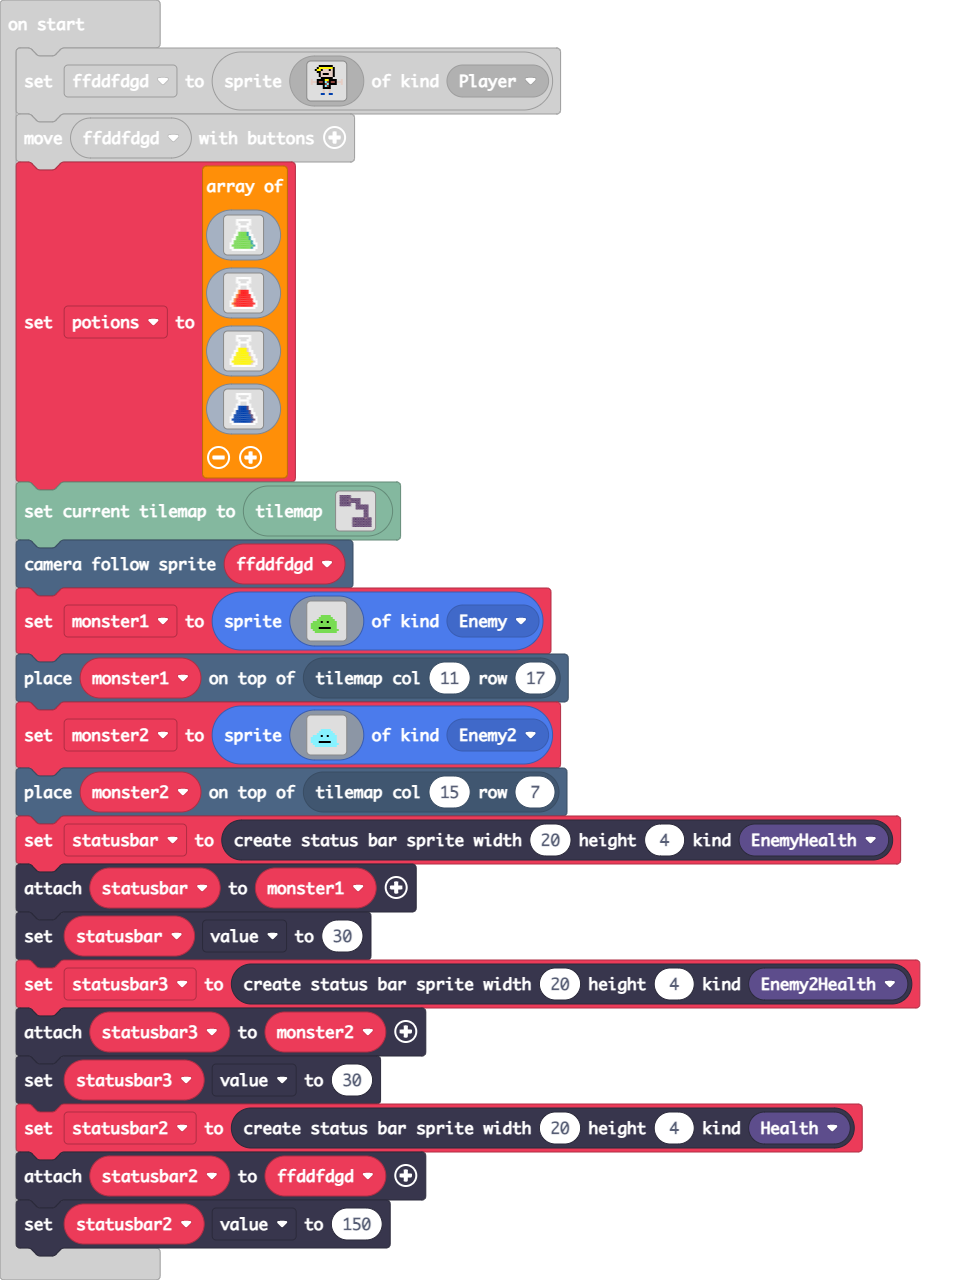 on start
set ffddfdgd to sprite of kind Player
move ffddfdgd with buttons
array of
set potions to
set current tilemap to tilemap
camera follow sprite ffddfdgd
set monster1 to sprite of kind Enemy
place monster1 on top of tilemap col 11 row 17
set monster2 to sprite of kind Enemy2
place monster2 on top of tilemap col 15 row 7
set statusbar to create status bar sprite width 20 height 4 kind EnemyHealth
attach statusbar to monster1
set statusbar value to 30
set statusbar3 to create status bar sprite width 20 height 4 kind Enemy2Health
attach statusbar3 to monster2
set statusbar3 value to 30
set statusbar2 to create status bar sprite width 20 height 4 kind Health
attach statusbar2 to ffddfdgd
set statusbar2 value to 150